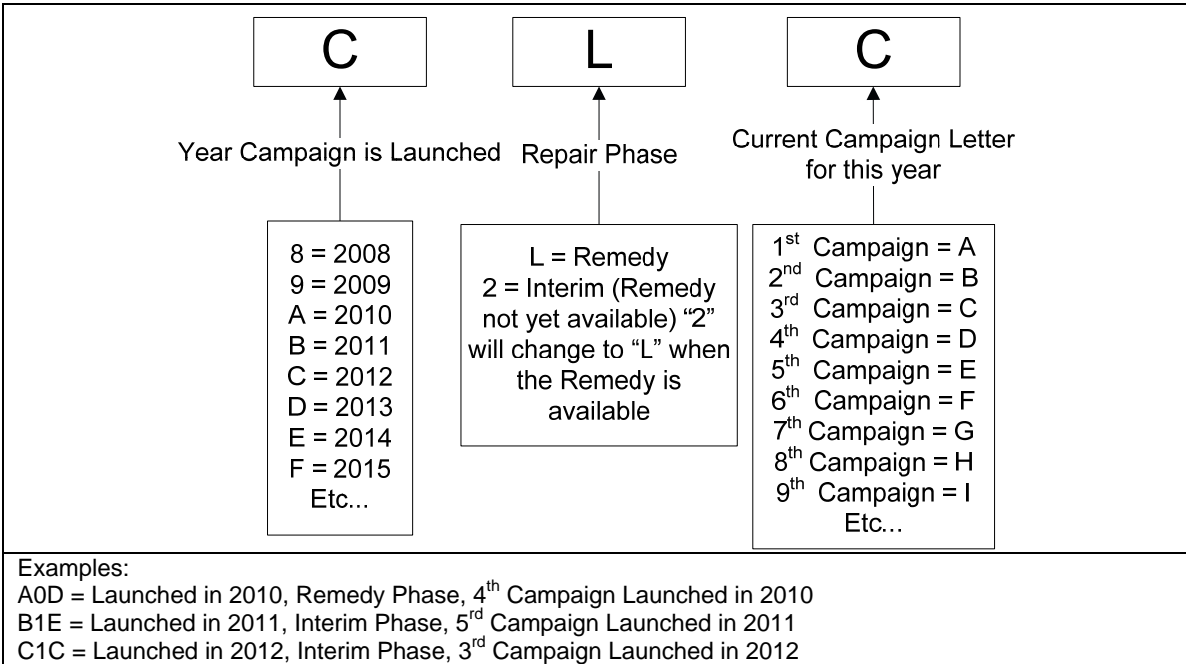 C
L
C
Year Campaign is Launched
Repair Phase
Current Campaign Letter
for this year
8 = 2008
9 = 2009
A = 2010
B = 2011
C = 2012
D = 2013
E = 2014
F = 2015
Etc...
L = Remedy
2 = Interim (Remedy
not yet available) “2”
will change to “L” when
the Remedy is
available
1st Campaign = A
2nd Campaign = B
3rd Campaign = C
4th Campaign = D
5th Campaign = E
6th Campaign = F
7th Campaign = G
8th Campaign = H
9th Campaign = I
Etc...
Examples:
A0D = Launched in 2010, Remedy Phase, 4th Campaign Launched in 2010
B1E = Launched in 2011, Interim Phase, 5rd Campaign Launched in 2011
C1C = Launched in 2012, Interim Phase, 3rd Campaign Launched in 2012